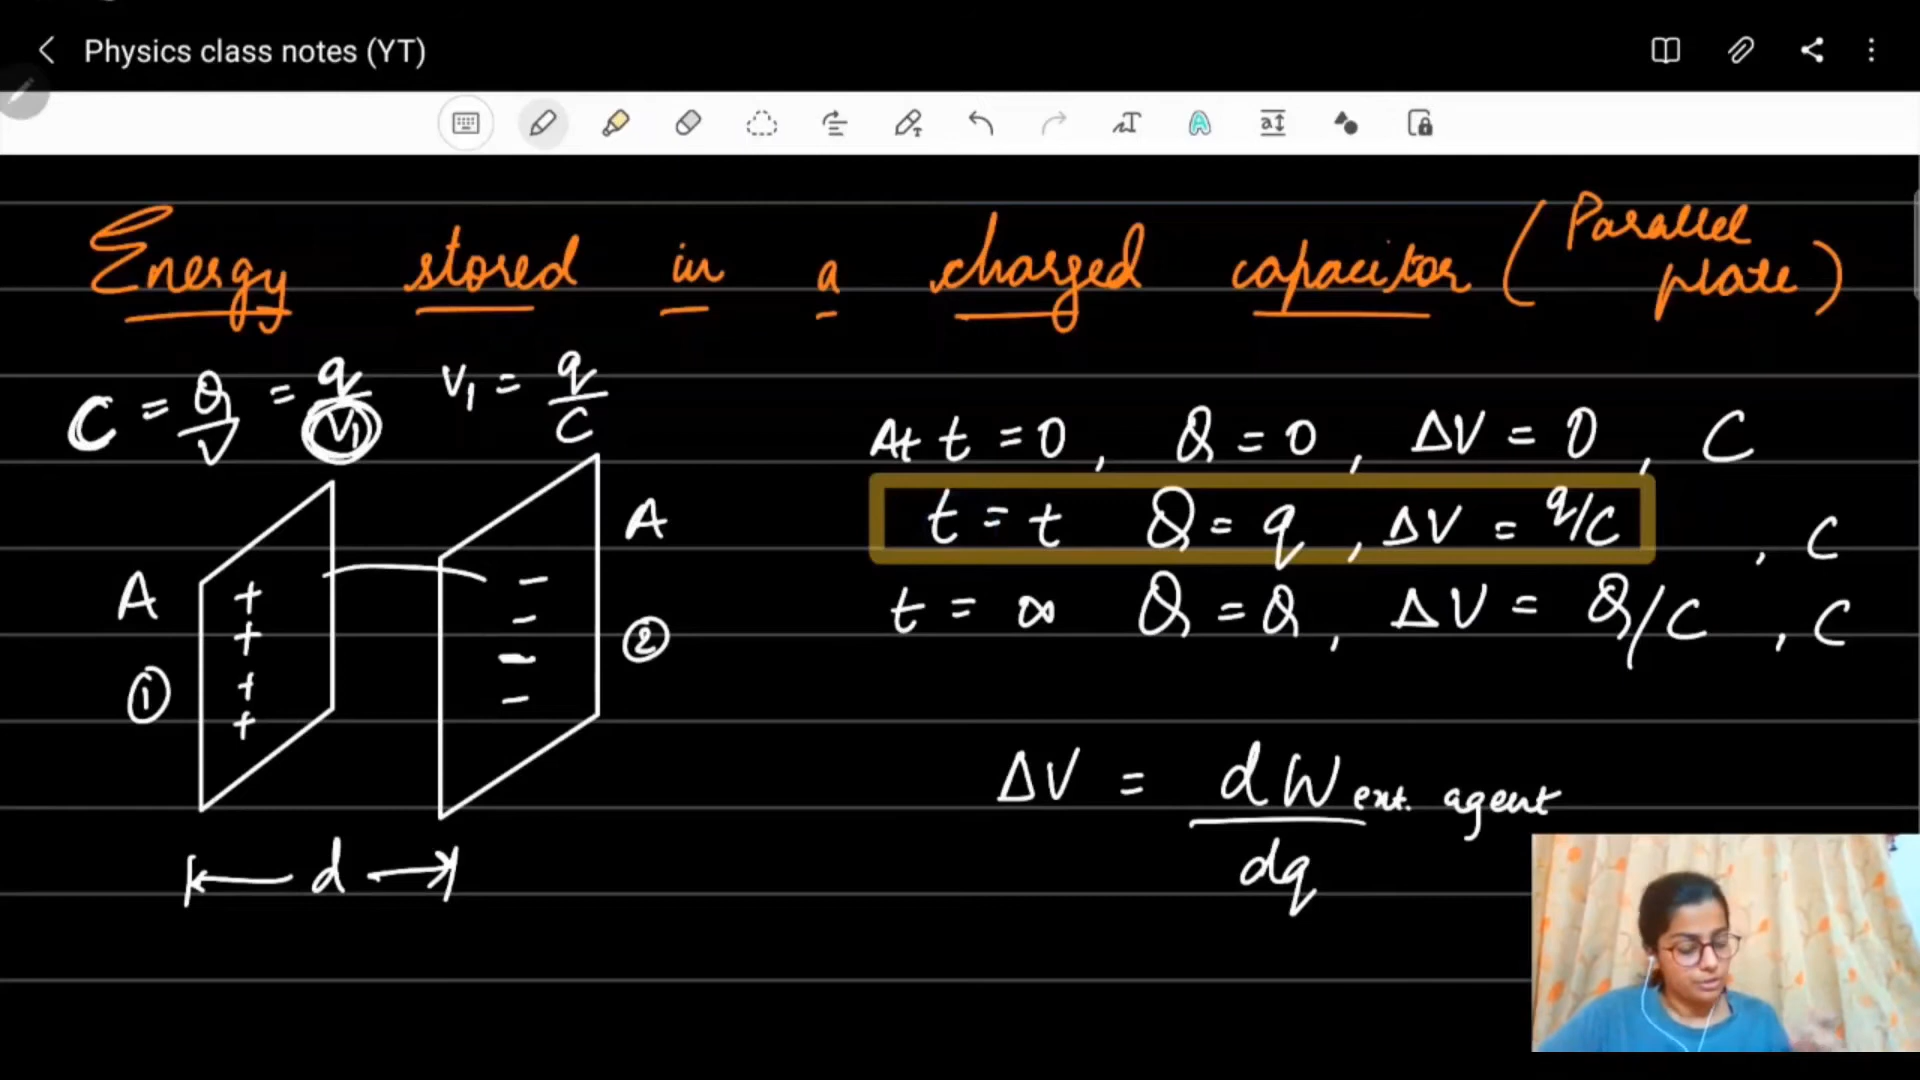 Physics class notes (YT)
Energy stored in a charged capacitor (Parallel plate)
C = Q/V = q/V₁ V₁ = q/C
At t = 0, Q = 0, ΔV = 0, C
t = t Q = q, ΔV = q/C, C
t = ∞ Q = Q, ΔV = Q/C, C
A
A
①
②
+ + + +
− − − −
d
ΔV = dW ext. agent / dq